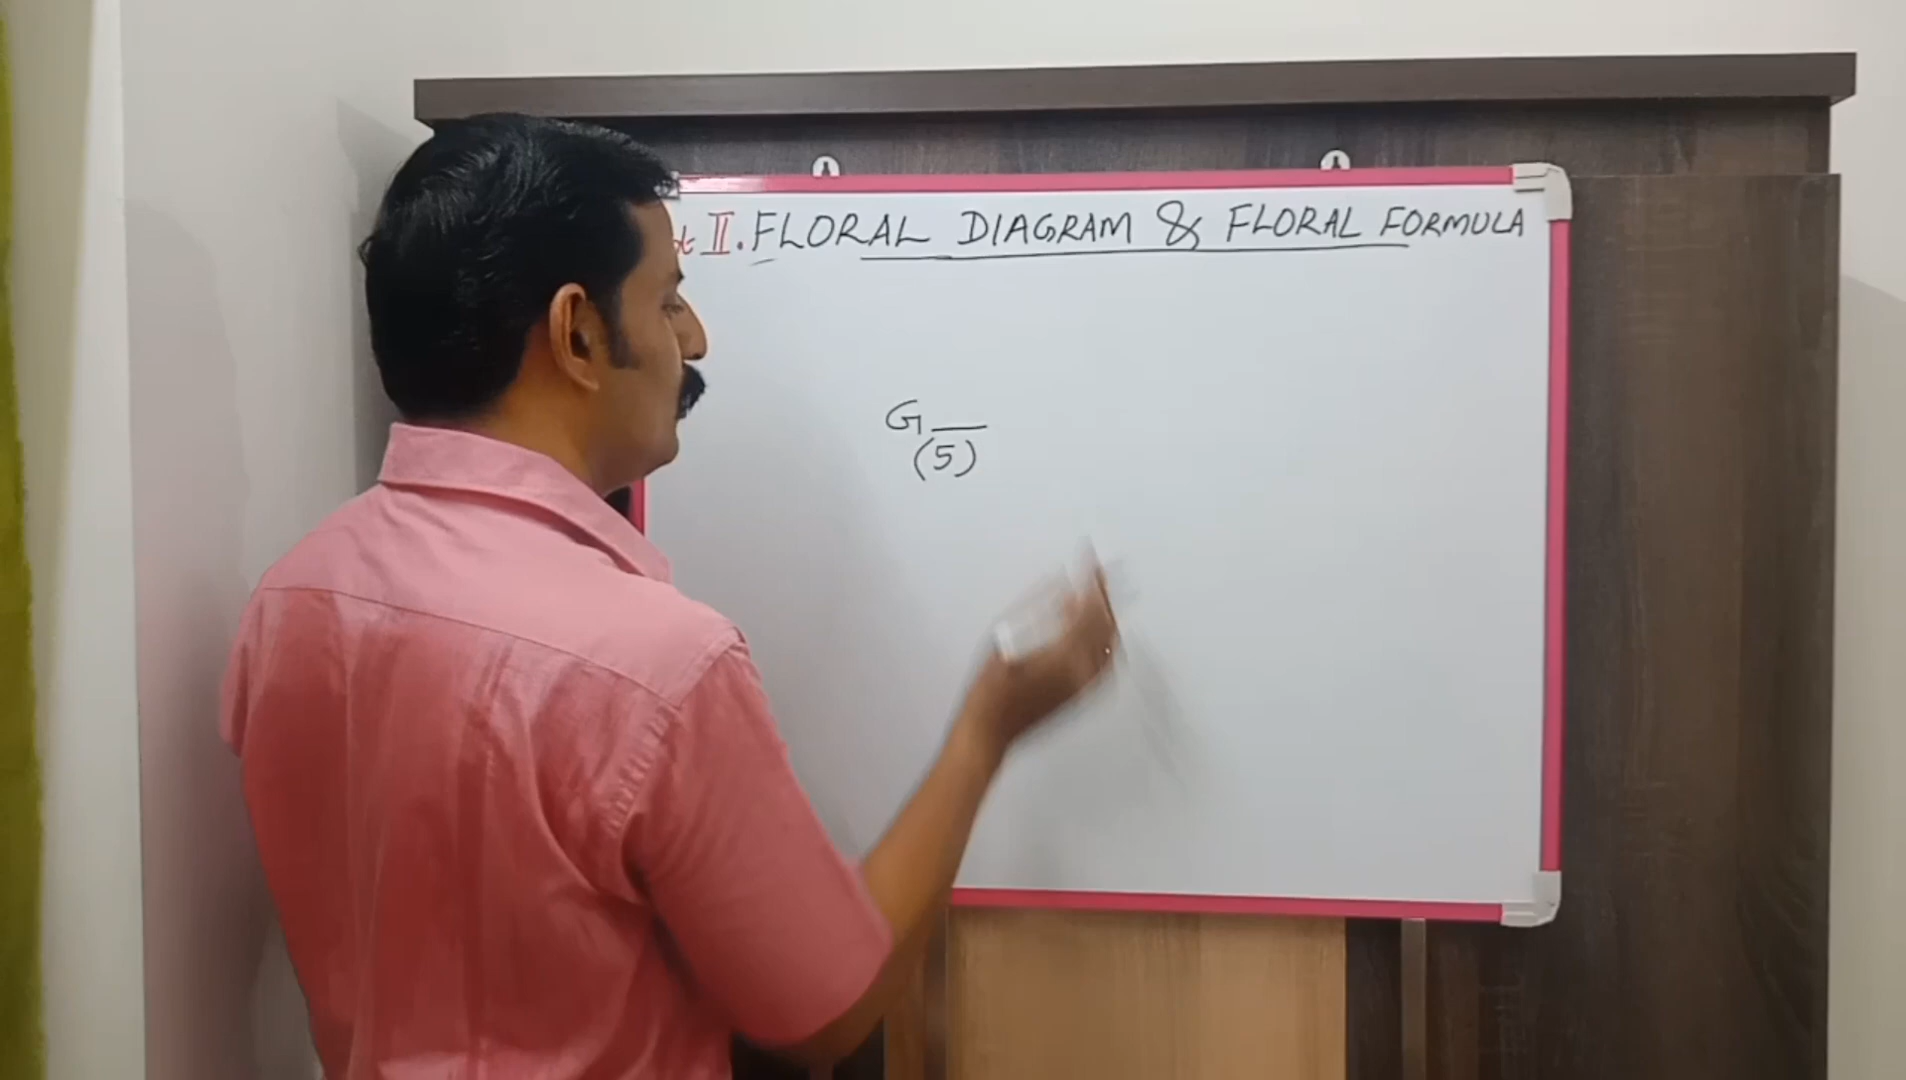 II. FLORAL DIAGRAM & FLORAL FORMULA
G
(5)